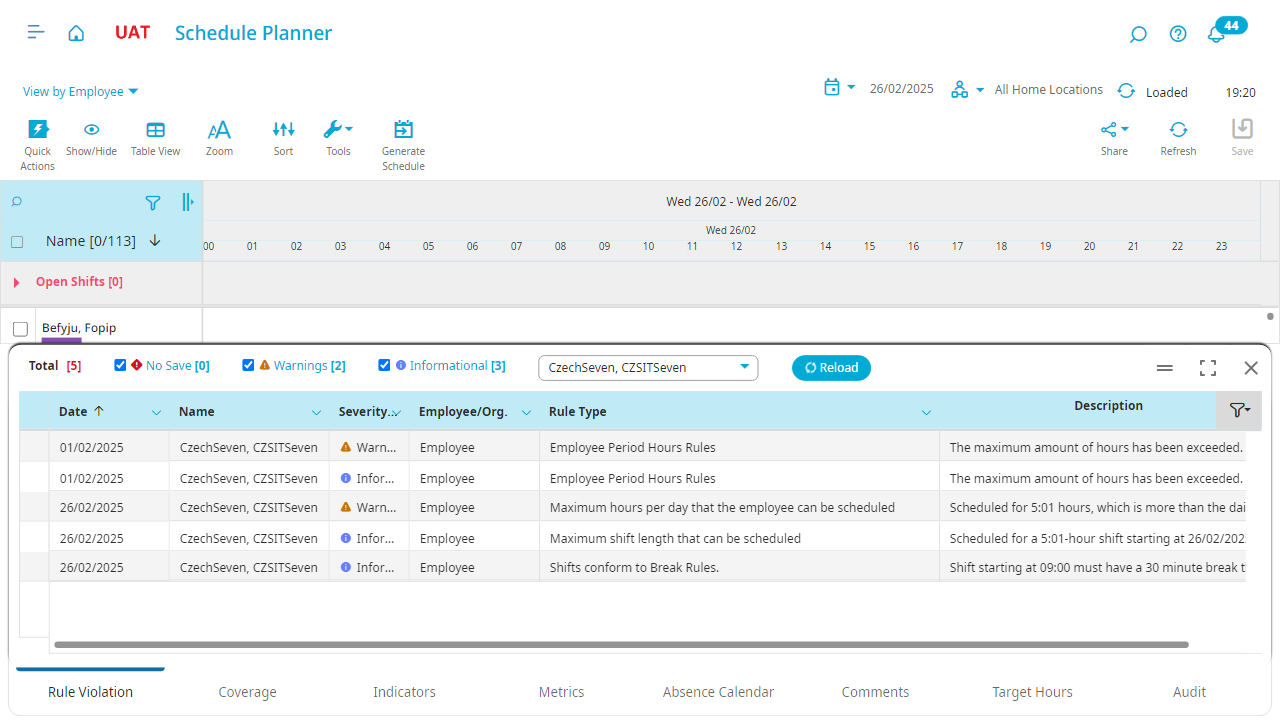 UAT
Schedule Planner
44
View by Employee
26/02/2025
All Home Locations
Loaded
19:20
Quick Actions
Show/Hide
Table View
Zoom
Sort
Tools
Generate Schedule
Share
Refresh
Save
Wed 26/02 - Wed 26/02
Name [0/113]
Wed 26/02
00 01 02 03 04 05 06 07 08 09 10 11 12 13 14 15 16 17 18 19 20 21 22 23
Open Shifts [0]
Befyju, Fopip
Total [5]
No Save [0]
Warnings [2]
Informational [3]
CzechSeven, CZSITSeven
Reload
Date Name Severity... Employee/Org. Rule Type Description
01/02/2025 CzechSeven, CZSITSeven Warn... Employee Employee Period Hours Rules The maximum amount of hours has been exceeded.
01/02/2025 CzechSeven, CZSITSeven Infor... Employee Employee Period Hours Rules The maximum amount of hours has been exceeded.
26/02/2025 CzechSeven, CZSITSeven Warn... Employee Maximum hours per day that the employee can be scheduled Scheduled for 5:01 hours, which is more than the dai
26/02/2025 CzechSeven, CZSITSeven Infor... Employee Maximum shift length that can be scheduled Scheduled for a 5:01-hour shift starting at 26/02/202
26/02/2025 CzechSeven, CZSITSeven Infor... Employee Shifts conform to Break Rules. Shift starting at 09:00 must have a 30 minute break t
Rule Violation
Coverage
Indicators
Metrics
Absence Calendar
Comments
Target Hours
Audit